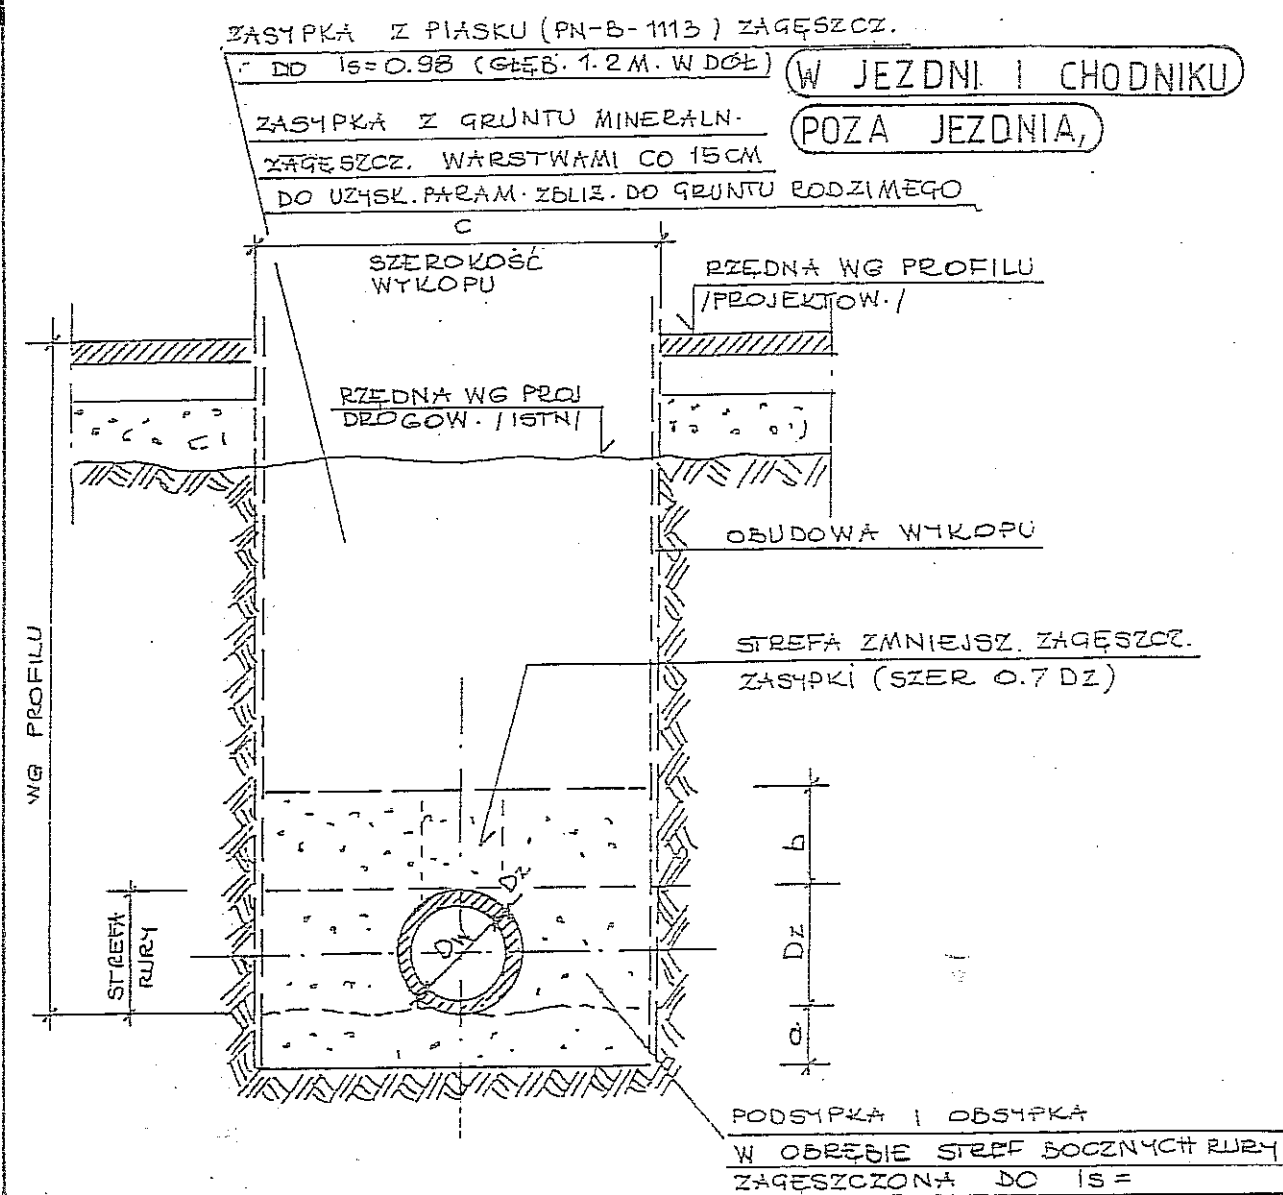 ZASYPKA Z PIASKU (PN-B-1113) ZAGĘSZCZ.
DO IS=0.98 (GŁĘB. 1.2M. W DÓŁ)
W JEZDNI I CHODNIKU
ZASYPKA Z GRUNTU MINERALN.
POZA JEZDNIĄ,
ZAGĘSZCZ. WARSTWAMI CO 15CM
DO UZYSK. PARAM. ZBLIŻ. DO GRUNTU RODZIMEGO
C
SZEROKOŚĆ
WYKOPU
RZĘDNA WG PROFILU
/PROJEKTOW./
RZĘDNA WG PROJ
DROGOW. /ISTN/
OBUDOWA WYKOPU
STREFA ZMNIEJSZ. ZAGĘSZCZ.
ZASYPKI (SZER 0.7 DZ)
WG PROFILU
STREFA
RURY
Dz
Dw
b
Dz
a
PODSYPKA I OBSYPKA
W OBRĘBIE STREF BOCZNYCH RURY
ZAGĘSZCZONA DO IS =